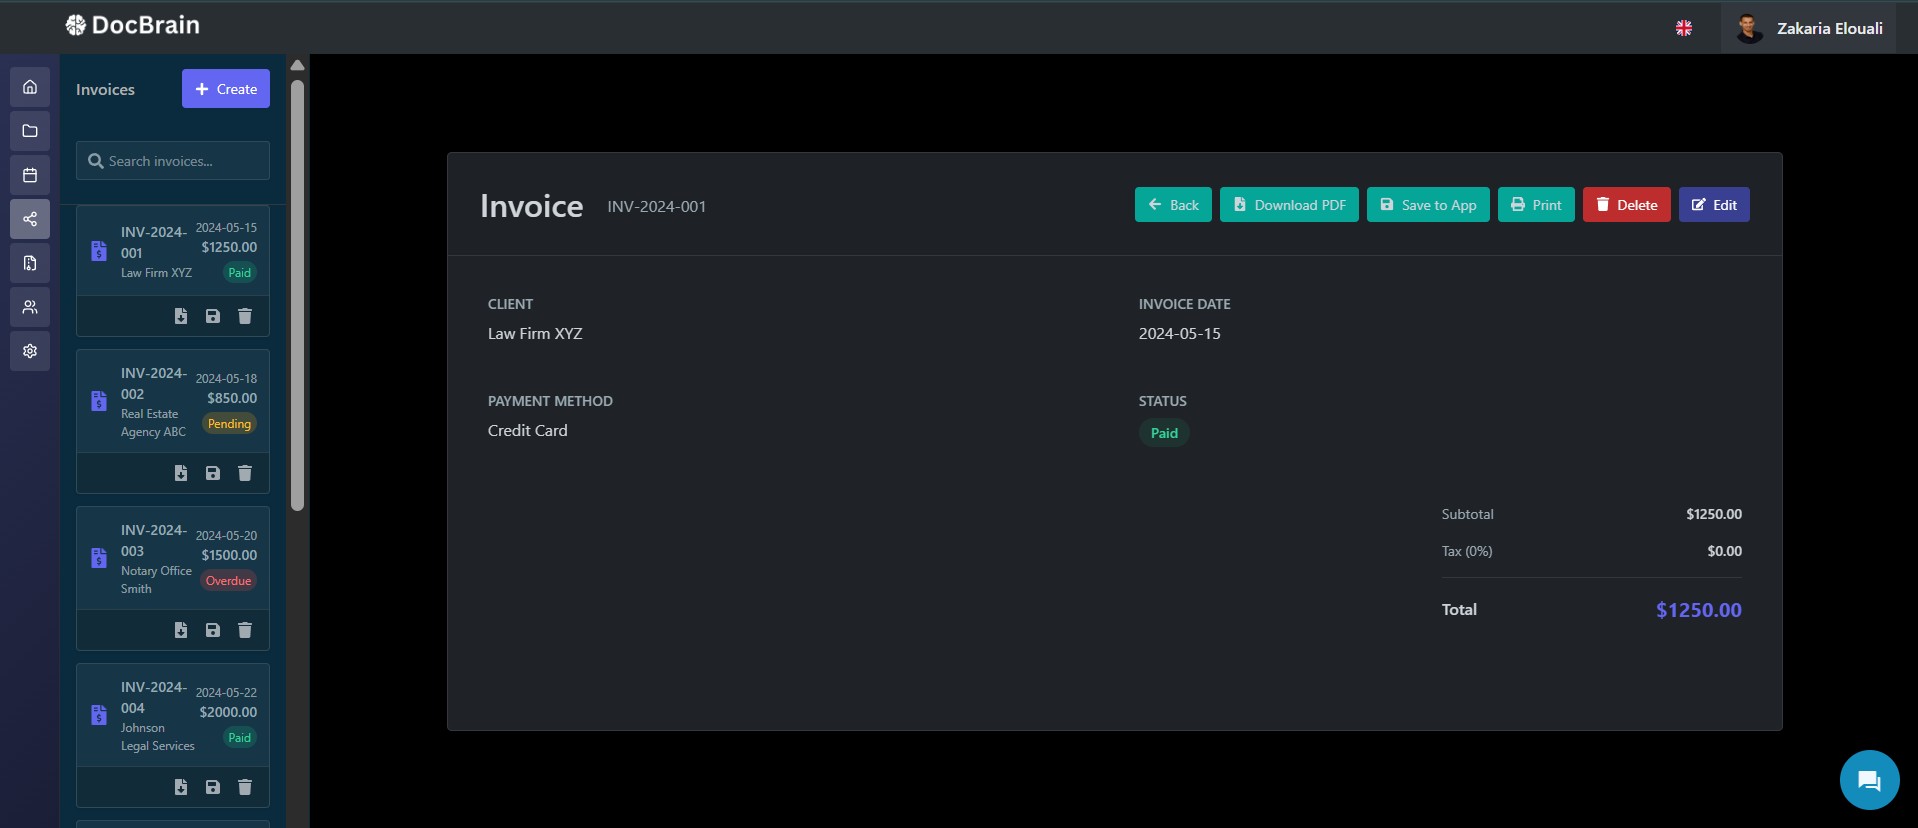 DocBrain
Zakaria Elouali
Invoices
Create
Search invoices...
INV-2024-
001
Law Firm XYZ
2024-05-15
$1250.00
Paid
INV-2024-
002
Real Estate
Agency ABC
2024-05-18
$850.00
Pending
INV-2024-
003
Notary Office
Smith
2024-05-20
$1500.00
Overdue
INV-2024-
004
Johnson
Legal Services
2024-05-22
$2000.00
Paid
Invoice INV-2024-001
Back Download PDF Save to App Print Delete Edit
CLIENT
Law Firm XYZ
INVOICE DATE
2024-05-15
PAYMENT METHOD
Credit Card
STATUS
Paid
Subtotal $1250.00
Tax (0%) $0.00
Total $1250.00